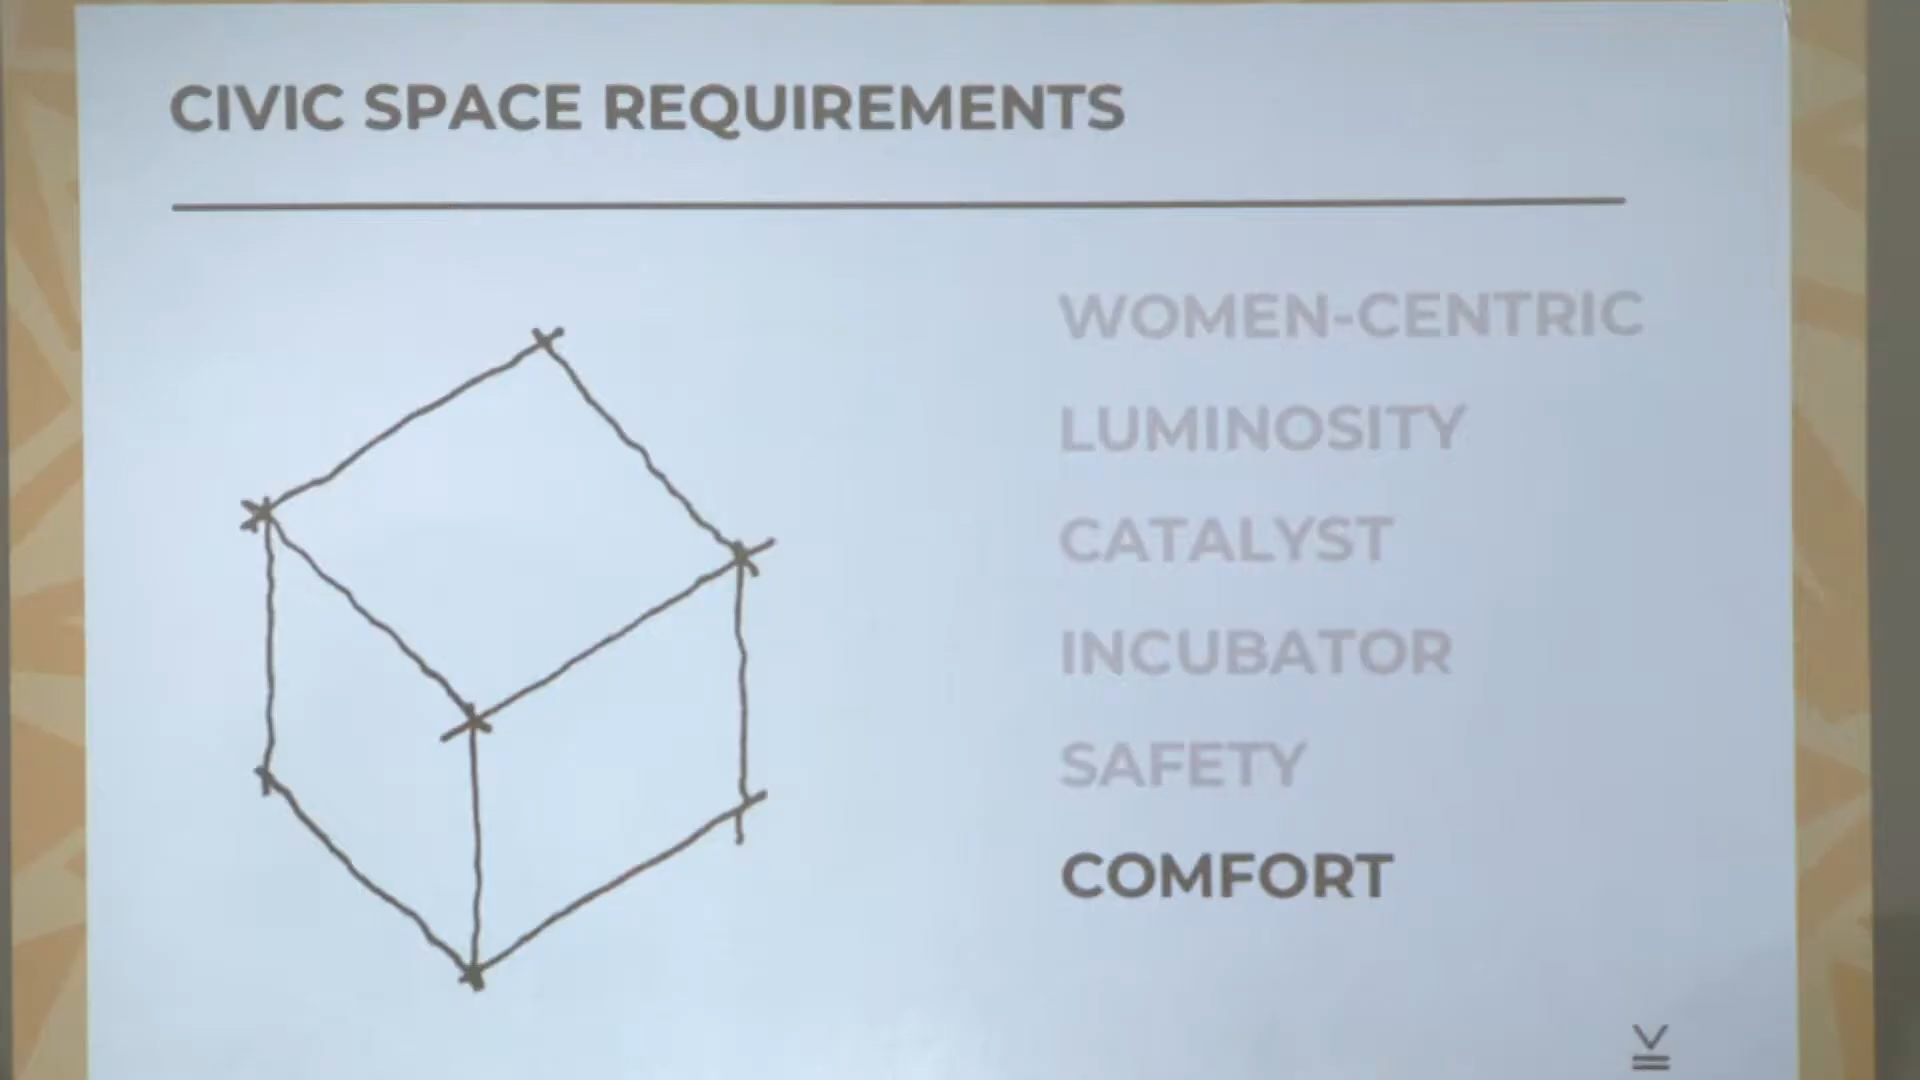 CIVIC SPACE REQUIREMENTS
WOMEN-CENTRIC
LUMINOSITY
CATALYST
INCUBATOR
SAFETY
COMFORT